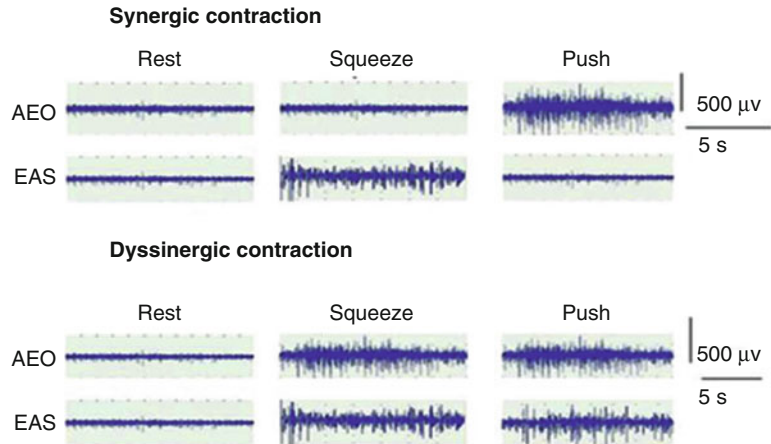 Synergic contraction
Rest Squeeze Push
AEO
500 μv
5 s
EAS
Dyssinergic contraction
Rest Squeeze Push
AEO
500 μv
5 s
EAS